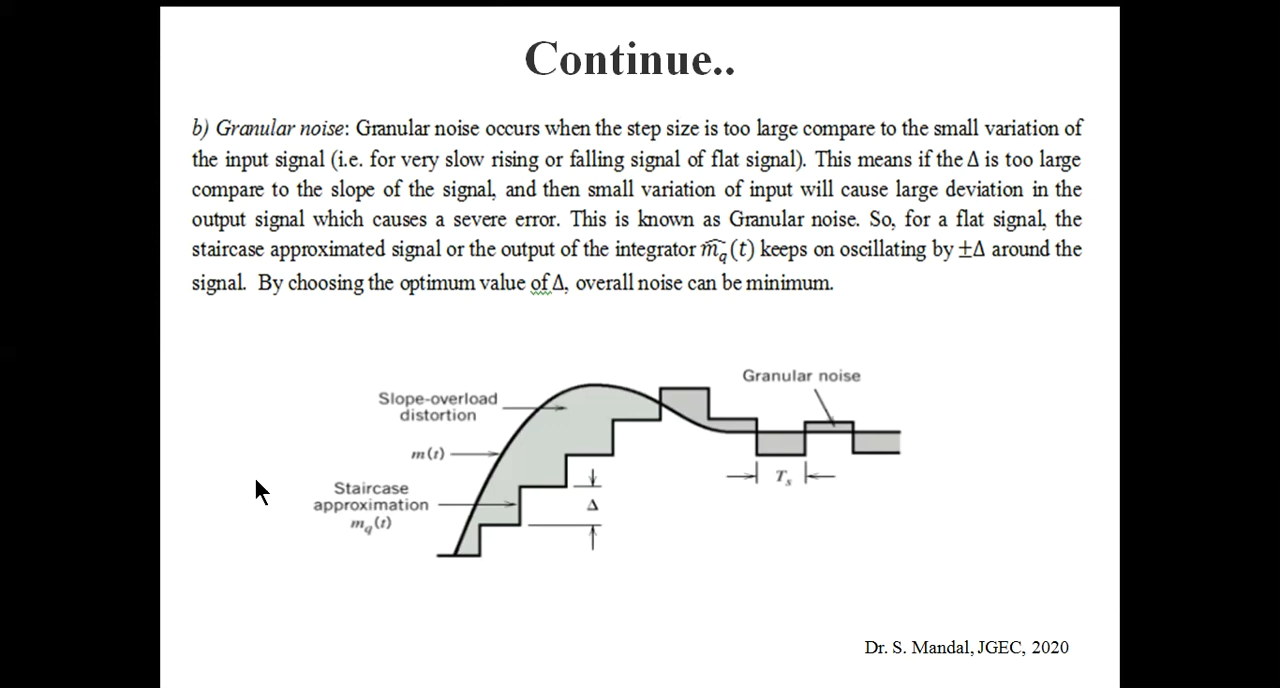 Continue..
b) Granular noise: Granular noise occurs when the step size is too large compare to the small variation of
the input signal (i.e. for very slow rising or falling signal of flat signal). This means if the Δ is too large
compare to the slope of the signal, and then small variation of input will cause large deviation in the
output signal which causes a severe error. This is known as Granular noise. So, for a flat signal, the
staircase approximated signal or the output of the integrator m̂_q(t) keeps on oscillating by ±Δ around the
signal. By choosing the optimum value of Δ, overall noise can be minimum.
Granular noise
Slope-overload
distortion
m(t)
Staircase
approximation
m_q(t)
Δ
T_s
Dr. S. Mandal, JGEC, 2020